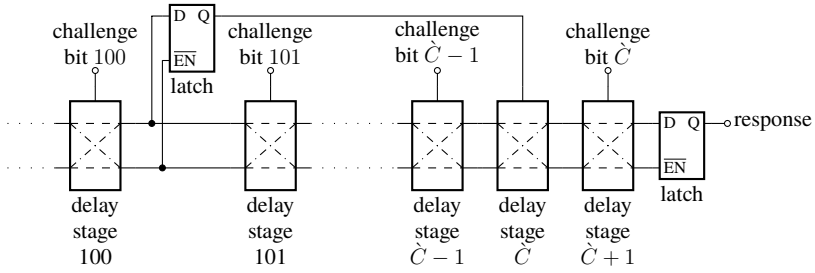 D Q
EN
latch
challenge
bit 100
challenge
bit 101
challenge
bit C̀ − 1
challenge
bit C̀
D Q
EN
latch
response
delay
stage
100
delay
stage
101
delay
stage
C̀ − 1
delay
stage
C̀
delay
stage
C̀ + 1